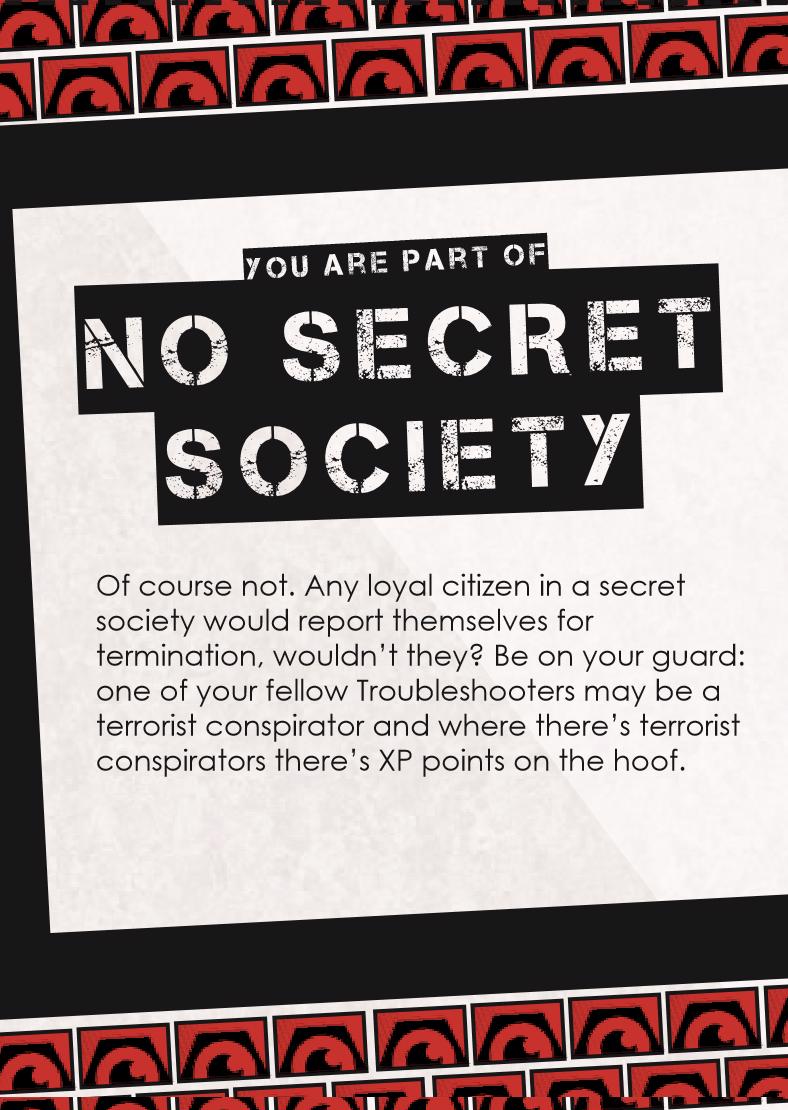 YOU ARE PART OF
NO SECRET
SOCIETY
Of course not. Any loyal citizen in a secret
society would report themselves for
termination, wouldn’t they? Be on your guard:
one of your fellow Troubleshooters may be a
terrorist conspirator and where there’s terrorist
conspirators there’s XP points on the hoof.